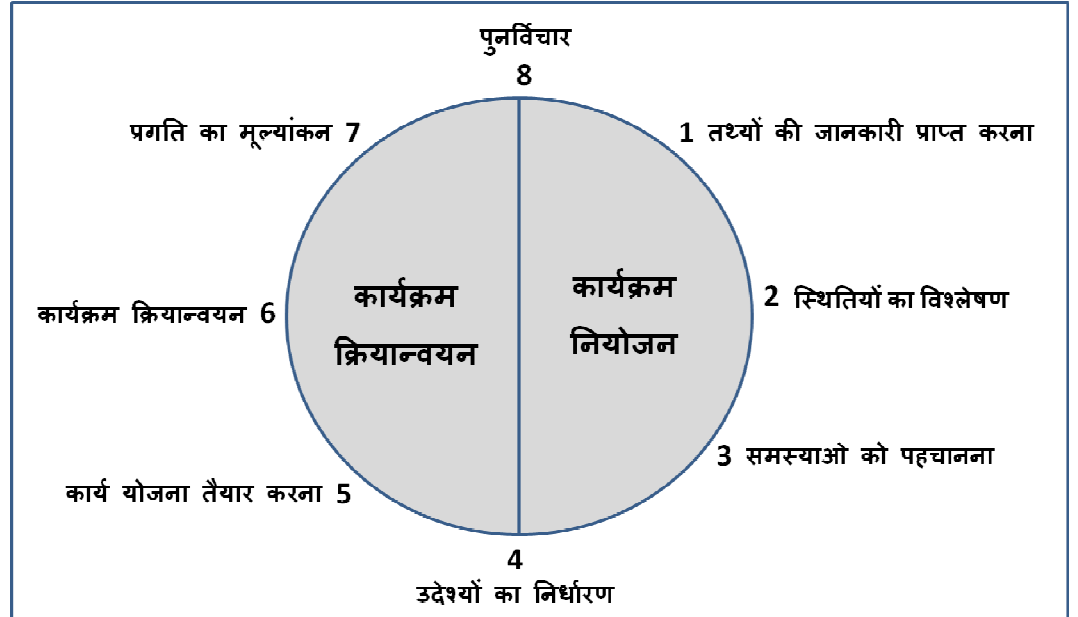 पुनर्विचार
8
प्रगति का मूल्यांकन 7
1 तथ्यों की जानकारी प्राप्त करना
कार्यक्रम
क्रियान्वयन
कार्यक्रम
नियोजन
2 स्थितियों का विश्लेषण
कार्यक्रम क्रियान्वयन 6
3 समस्याओ को पहचानना
कार्य योजना तैयार करना 5
4
उदेश्यों का निर्धारण